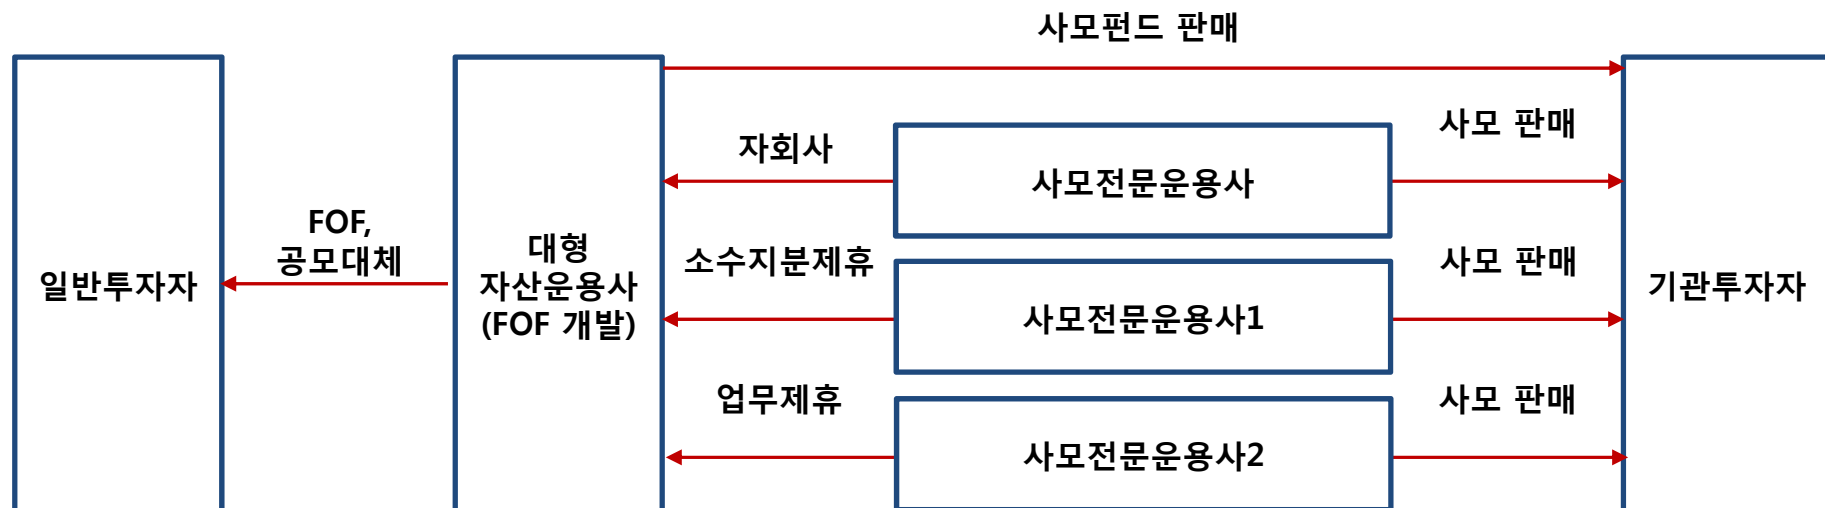 사모펀드 판매
자회사
사모전문운용사
사모 판매
일반투자자
FOF,
공모대체
대형
자산운용사
(FOF 개발)
소수지분제휴
사모전문운용사1
사모 판매
기관투자자
업무제휴
사모전문운용사2
사모 판매